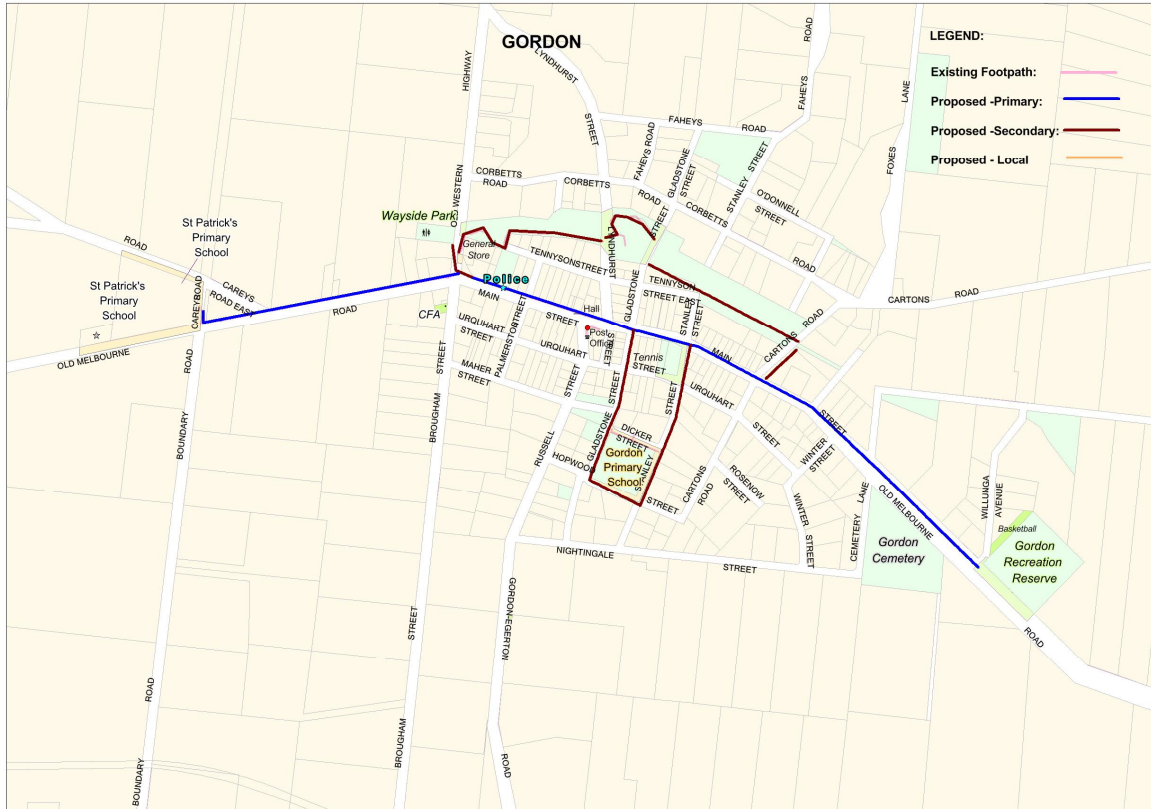 GORDON
LEGEND:
Existing Footpath:
Proposed -Primary:
Proposed -Secondary:
Proposed - Local
HIGHWAY
OLD WESTERN
LYNDHURST
STREET
FAHEYS
ROAD
ROAD
FAHEYS
LANE
FOXES
FAHEYS ROAD
GLADSTONE
STREET
STANLEY STREET
CORBETTS
ROAD
CORBETTS
ROAD
CORBETTS
ROAD
O'DONNELL
STREET
Wayside Park
General
Store
St Patrick's
Primary
School
St Patrick's
Primary
School
ROAD
CAREYS
ROAD EAST
CAREY ROAD
ROAD
OLD MELBOURNE
TENNYSON STREET
LYNDHURST
STREET
TENNYSON
STREET EAST
CARTONS
ROAD
CARTONS
ROAD
Police
MAIN
STREET
Hall
Post
Office
GLADSTONE
STREET
STANLEY
STREET
CFA
URQUHART
STREET
PALMERSTON
STREET
MAHER
STREET
URQUHART
STREET
Tennis
MAIN
STREET
URQUHART
STREET
STREET
BROUGHAM
STREET
RUSSELL
STREET
GLADSTONE
STREET
DICKER
STREET
HOPWOOD
STREET
STANLEY
STREET
Gordon
Primary
School
CARTONS
ROAD
ROSENOW
STREET
WINTER
STREET
WINTER
STREET
CEMETERY
LANE
OLD MELBOURNE
ROAD
WILLUNGA
AVENUE
Basketball
Gordon
Recreation
Reserve
Gordon
Cemetery
NIGHTINGALE
STREET
GORDON-EGERTON
ROAD
ROAD
BOUNDARY
ROAD
BOUNDARY
STREET
BROUGHAM